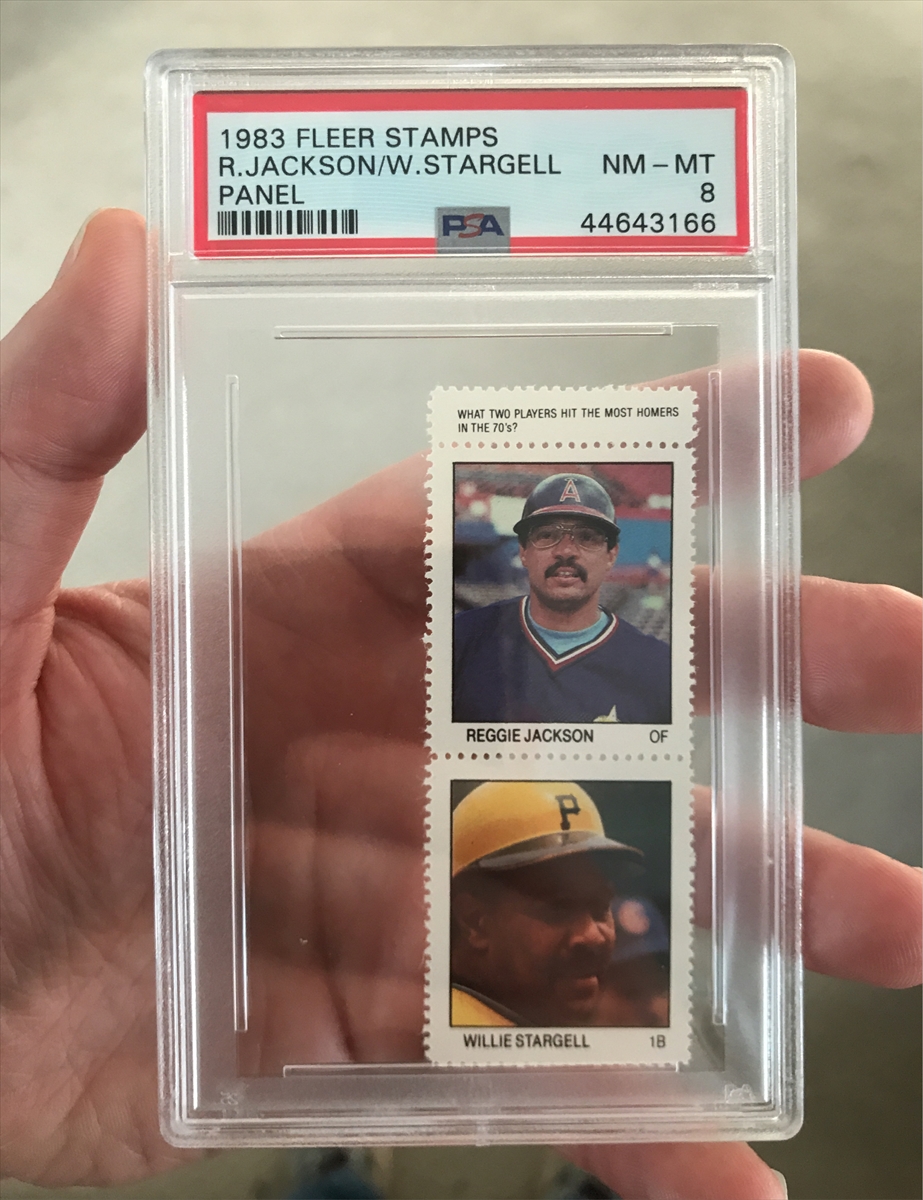 1983 FLEER STAMPS
R.JACKSON/W.STARGELL NM – MT
PANEL 8
PSA 44643166
WHAT TWO PLAYERS HIT THE MOST HOMERS
IN THE 70's?
A
REGGIE JACKSON OF
P
WILLIE STARGELL 1B